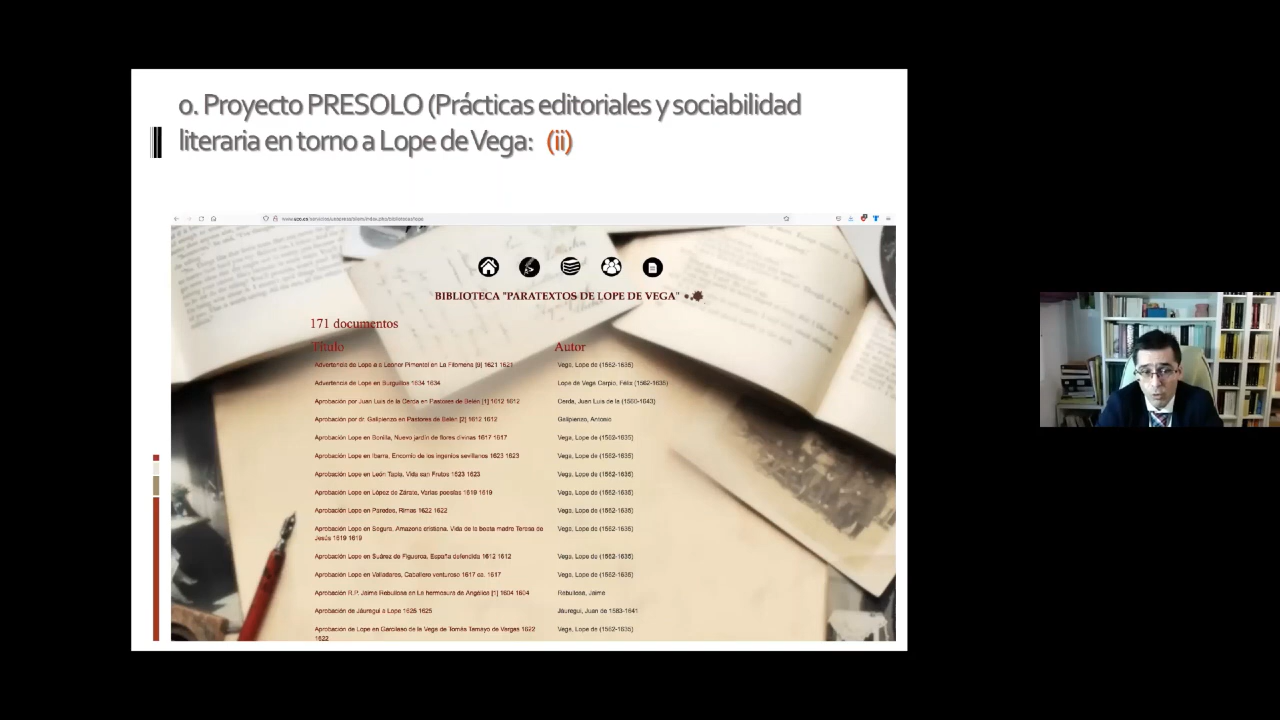 0. Proyecto PRESOLO (Prácticas editoriales y sociabilidad
literaria en torno a Lope de Vega: (ii)
BIBLIOTECA "PARATEXTOS DE LOPE DE VEGA"
171 documentos
Título Autor
Advertencia de Lope a a Leonor Pimentel en La Filomena [9] 1621 1621 Vega, Lope de (1562-1635)
Advertencia de Lope en Burguillos 1634 1634 Lope de Vega Carpio, Félix (1562-1635)
Aprobación por Juan Luis de la Cerda en Pastores de Belén [1] 1612 1612 Cerda, Juan Luis de la (1560-1643)
Aprobación por dr. Galipienzo en Pastores de Belén [2] 1612 1612 Galipienzo, Antonio
Aprobación Lope en Bonilla, Nuevo jardín de flores divinas 1617 1617 Vega, Lope de (1562-1635)
Aprobación Lope en Ibarra, Encomio de los ingenios sevillanos 1623 1623 Vega, Lope de (1562-1635)
Aprobación Lope en León Tapia, Vida san Frutos 1623 1623 Vega, Lope de (1562-1635)
Aprobación Lope en López de Zárate, Varias poesías 1619 1619 Vega, Lope de (1562-1635)
Aprobación Lope en Paredes, Rimas 1622 1622 Vega, Lope de (1562-1635)
Aprobación Lope en Segura, Amazona cristiana, Vida de la beata madre Teresa de Vega, Lope de (1562-1635)
Jesús 1619 1619
Aprobación Lope en Suárez de Figueroa, España defendida 1612 1612 Vega, Lope de (1562-1635)
Aprobación Lope en Valladares, Caballero venturoso 1617 ca. 1617 Vega, Lope de (1562-1635)
Aprobación R.P. Jaime Rebullosa en La hermosura de Angélica [1] 1604 1604 Rebullosa, Jaime
Aprobación de Jáuregui a Lope 1625 1625 Jáuregui, Juan de 1583-1641
Aprobación de Lope en Garcilaso de la Vega de Tomás Tamayo de Vargas 1622 Vega, Lope de (1562-1635)
1622